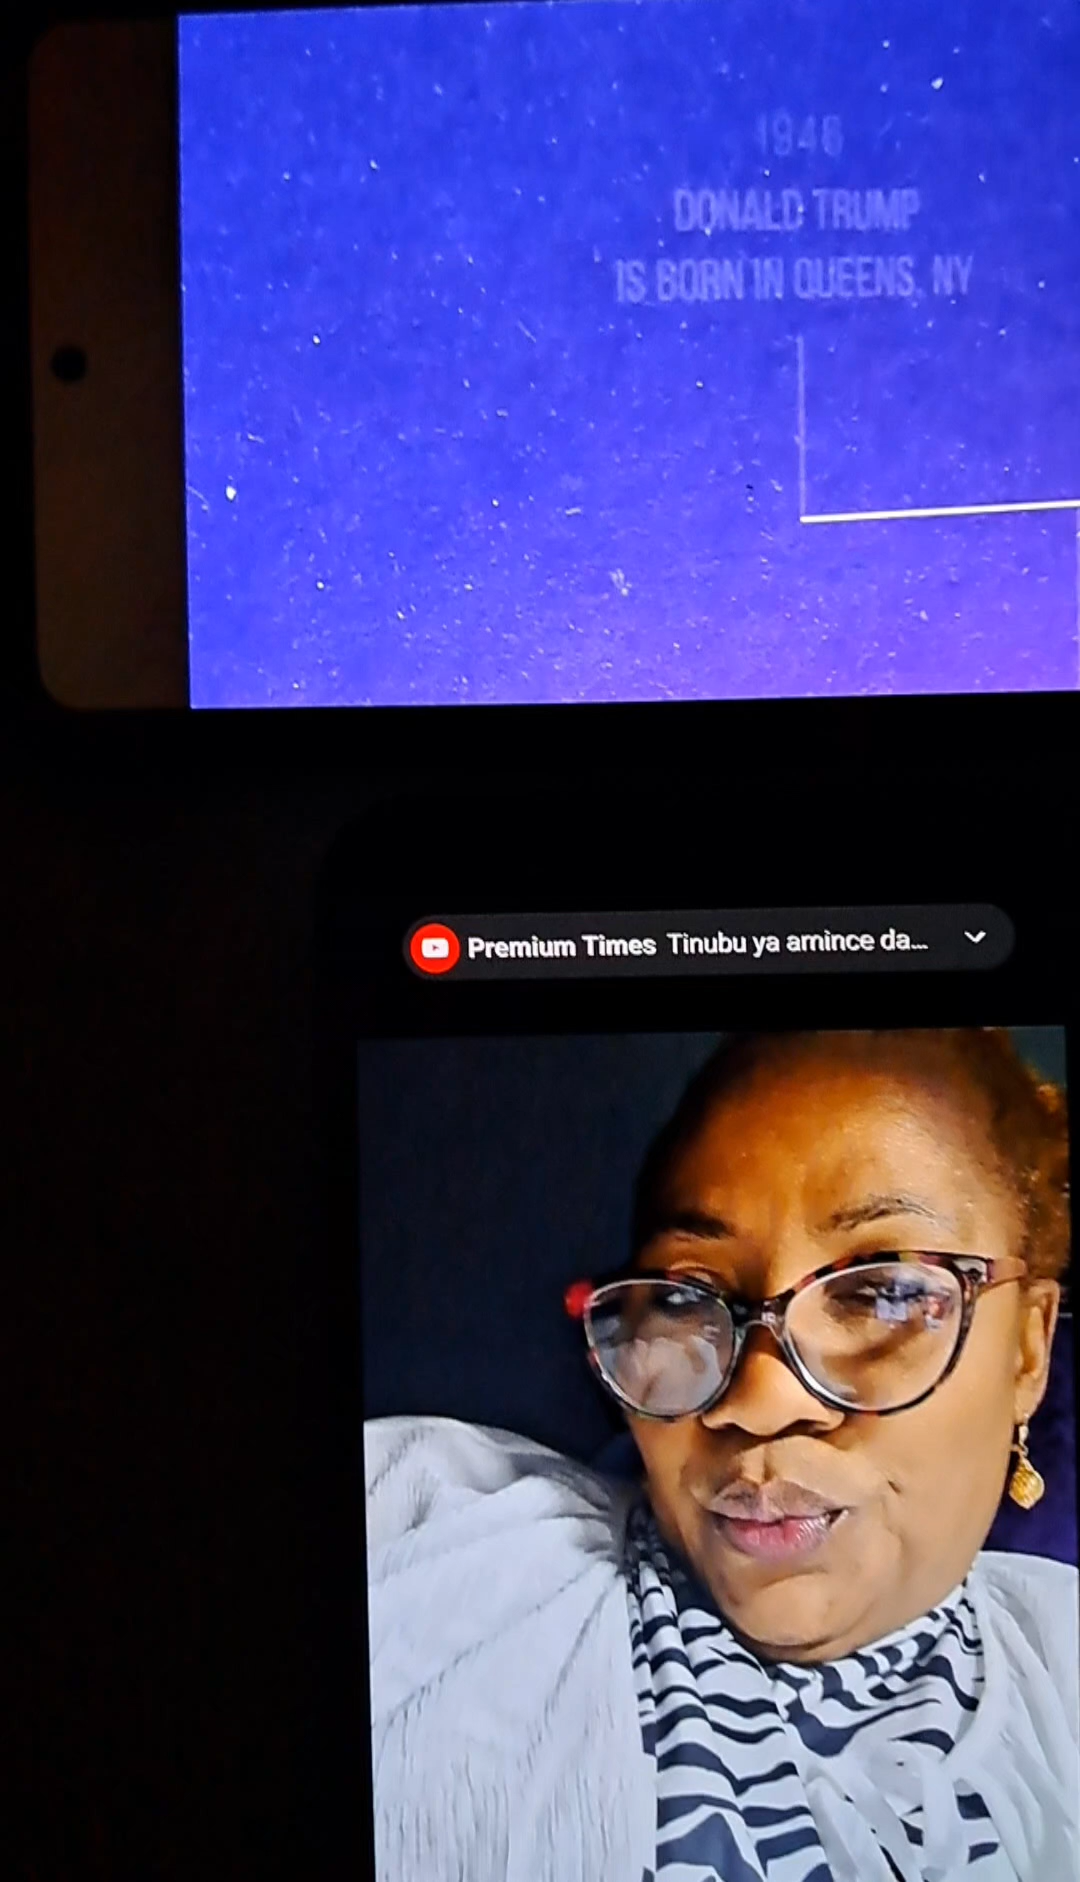 1946
DONALD TRUMP
IS BORN IN QUEENS, NY
Premium Times Tinubu ya amince da...